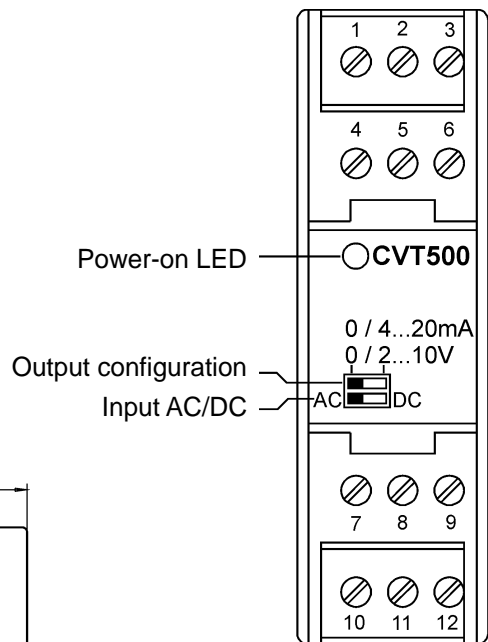 1 2 3
4 5 6
Power-on LED
CVT500
0 / 4...20mA
0 / 2...10V
Output configuration
Input AC/DC
AC DC
7 8 9
10 11 12